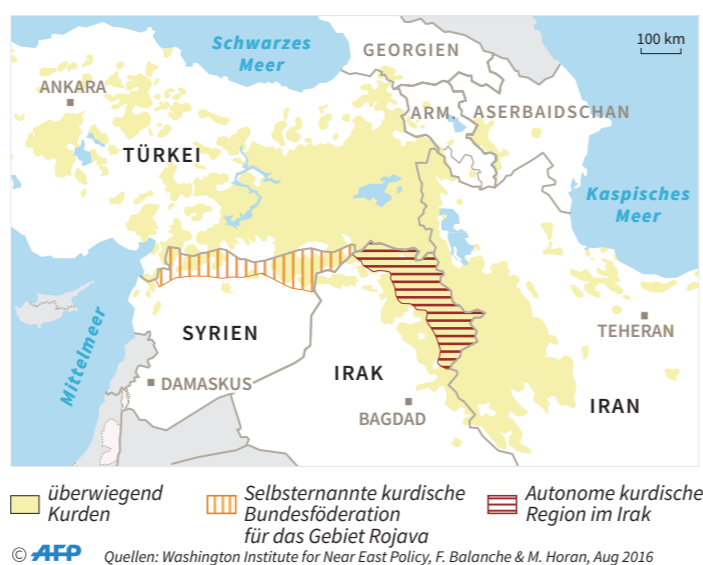 Schwarzes
Meer
GEORGIEN
100 km
ANKARA
ARM.
ASERBAIDSCHAN
TÜRKEI
Kaspisches
Meer
Mittelmeer
SYRIEN
TEHERAN
DAMASKUS
IRAK
BAGDAD
IRAN
überwiegend
Kurden
Selbsternannte kurdische
Bundesföderation
für das Gebiet Rojava
Autonome kurdische
Region im Irak
© AFP Quellen: Washington Institute for Near East Policy, F. Balanche & M. Horan, Aug 2016